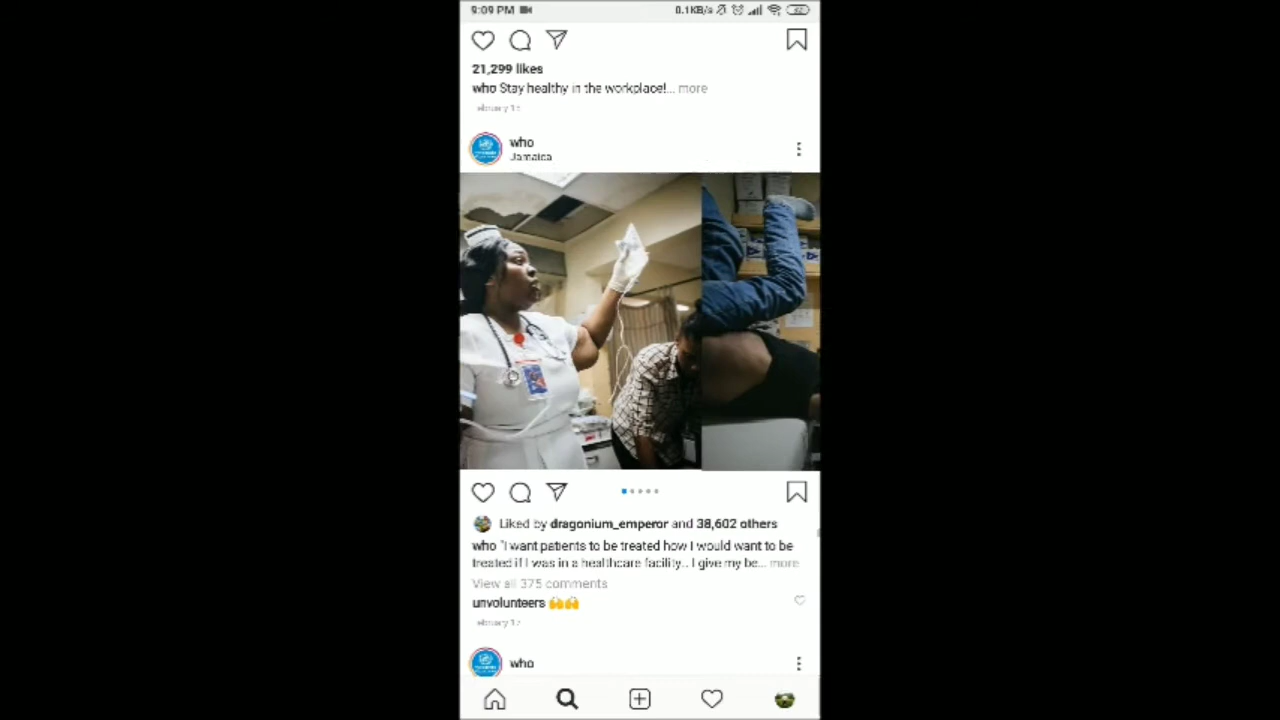 9:09 PM
0.1KB/s
21,299 likes
who Stay healthy in the workplace!... more
who
Jamaica
Liked by dragonium_emperor and 38,602 others
who "I want patients to be treated how I would want to be
treated if I was in a healthcare facility.. I give my be... more
View all 375 comments
unvolunteers 🙌🙌
who